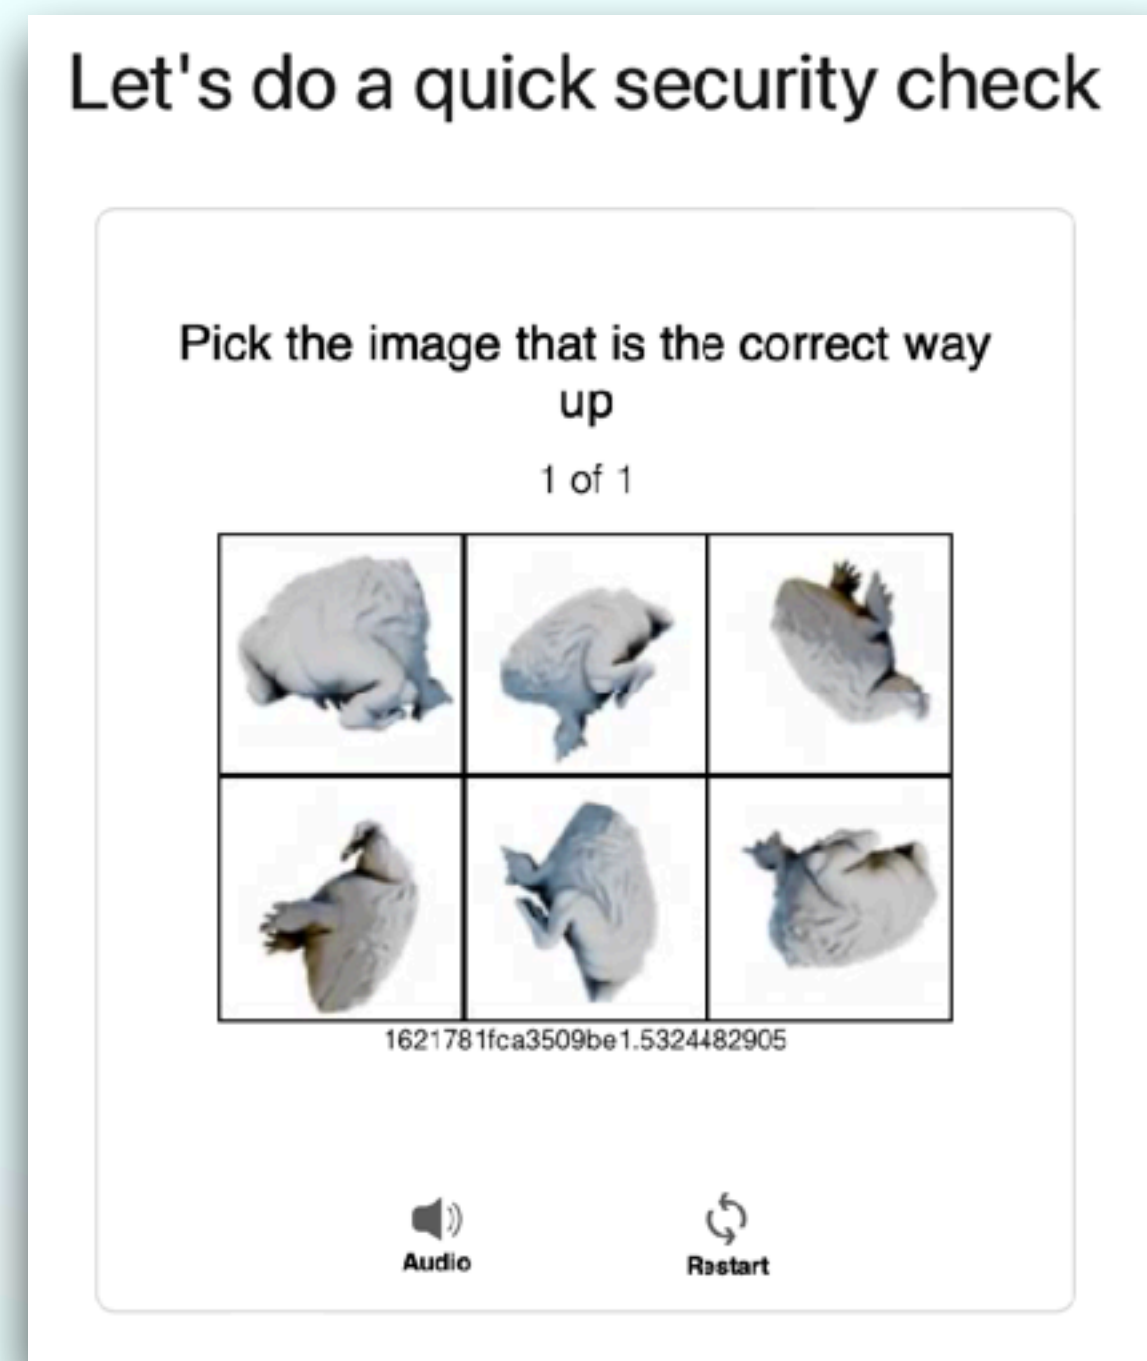 Let's do a quick security check
Pick the image that is the correct way
up
1 of 1
1621781fca3509be1.5324482905
Audio
Restart